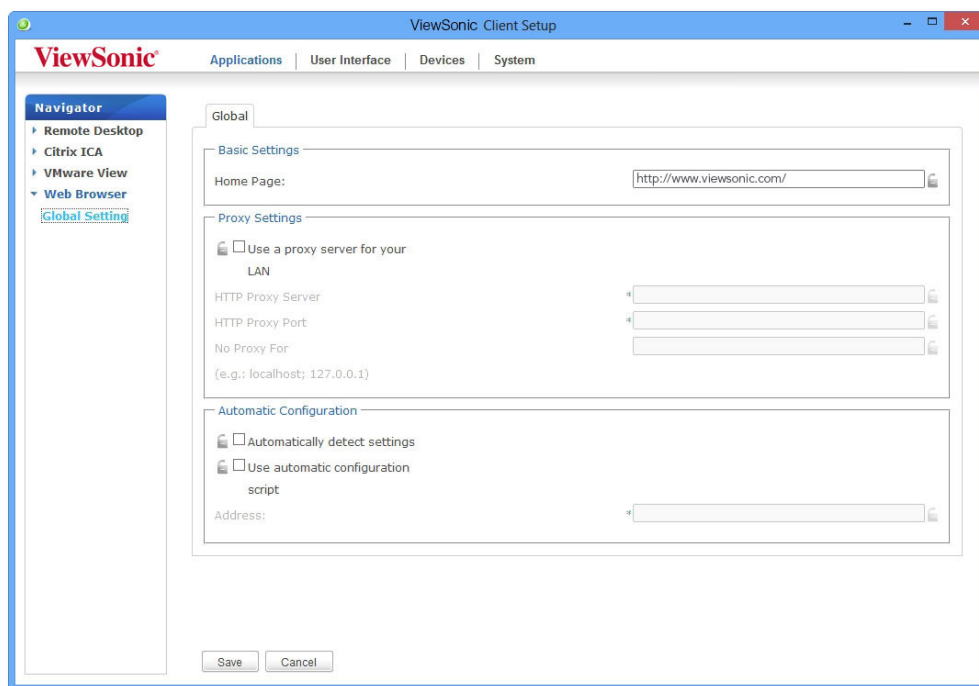 ViewSonic Client Setup
ViewSonic®
Applications | User Interface | Devices | System
Navigator
Remote Desktop
Citrix ICA
VMware View
Web Browser
Global Setting
Global
Basic Settings
Home Page: http://www.viewsonic.com/
Proxy Settings
Use a proxy server for your
LAN
HTTP Proxy Server *
HTTP Proxy Port *
No Proxy For
(e.g.: localhost; 127.0.0.1)
Automatic Configuration
Automatically detect settings
Use automatic configuration
script
Address: *
Save Cancel